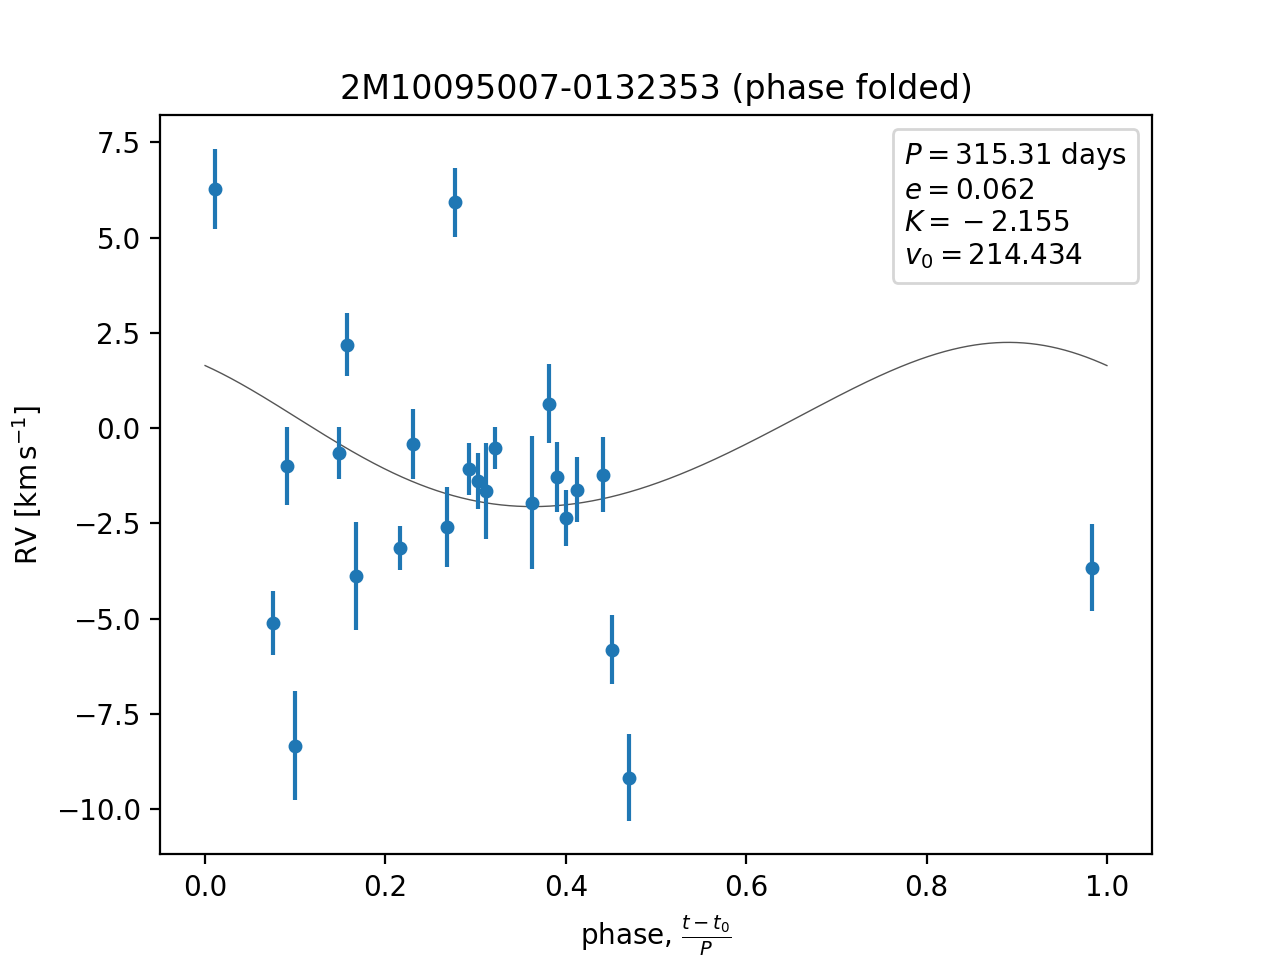 2M10095007-0132353 (phase folded)
P = 315.31 days
e = 0.062
K = −2.155
v₀ = 214.434
RV [km s⁻¹]
7.5
5.0
2.5
0.0
−2.5
−5.0
−7.5
−10.0
0.0 0.2 0.4 0.6 0.8 1.0
phase, (t − t₀)/P